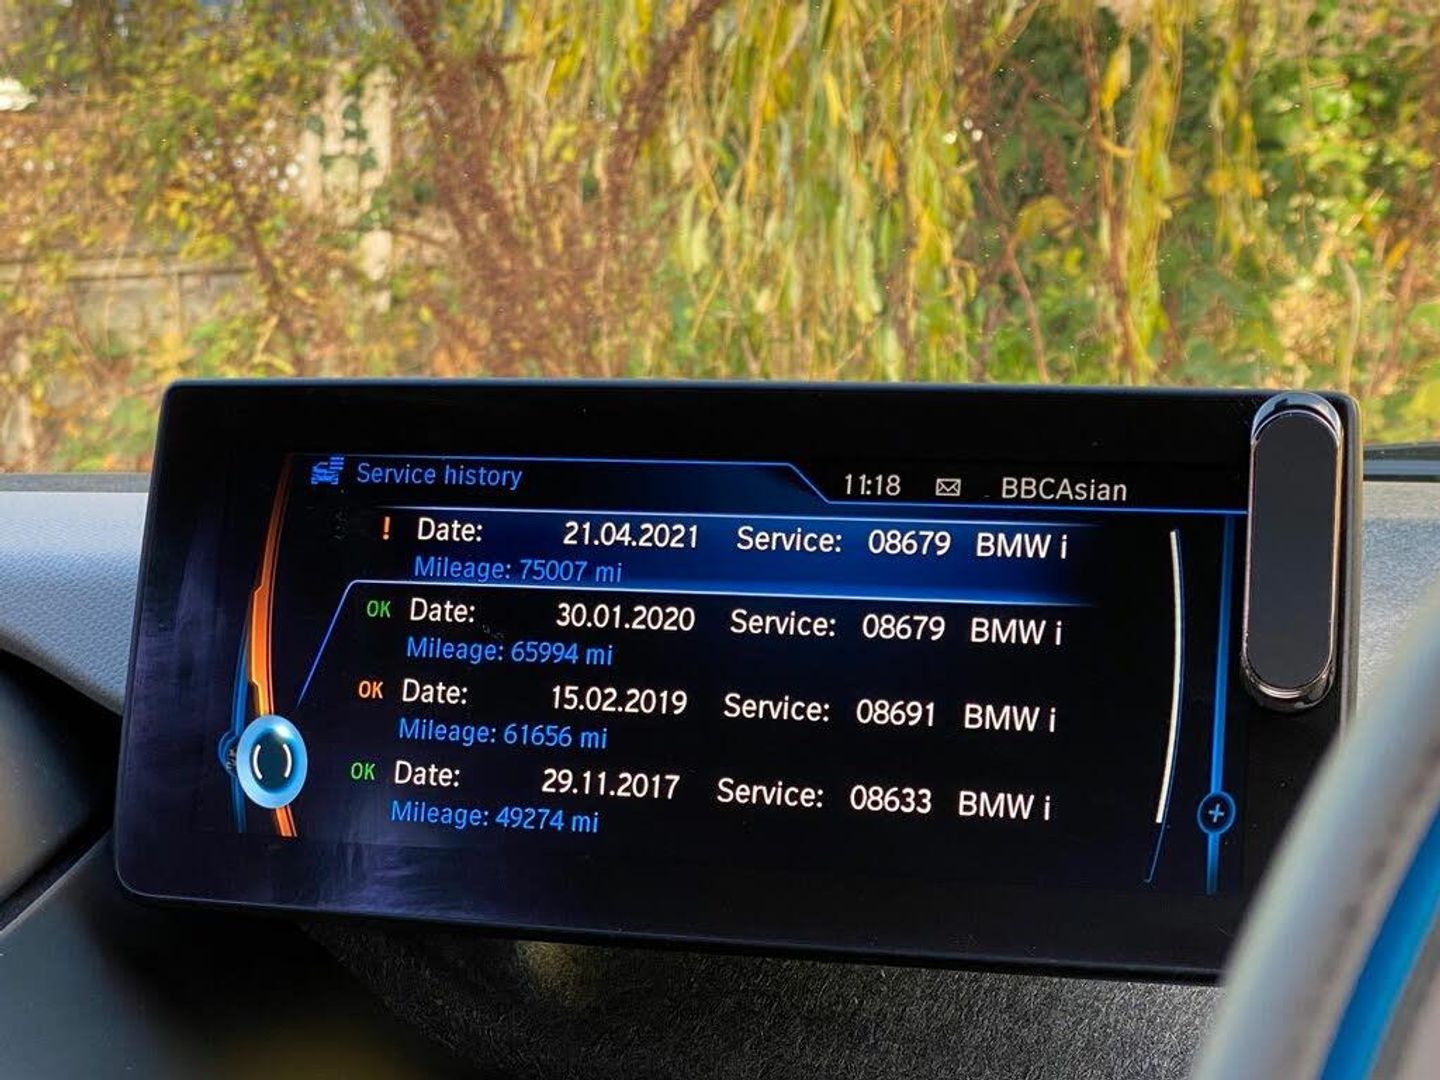 Service history 11:18 BBCAsian
! Date: 21.04.2021 Service: 08679 BMW i
Mileage: 75007 mi
OK Date: 30.01.2020 Service: 08679 BMW i
Mileage: 65994 mi
OK Date: 15.02.2019 Service: 08691 BMW i
Mileage: 61656 mi
OK Date: 29.11.2017 Service: 08633 BMW i
Mileage: 49274 mi